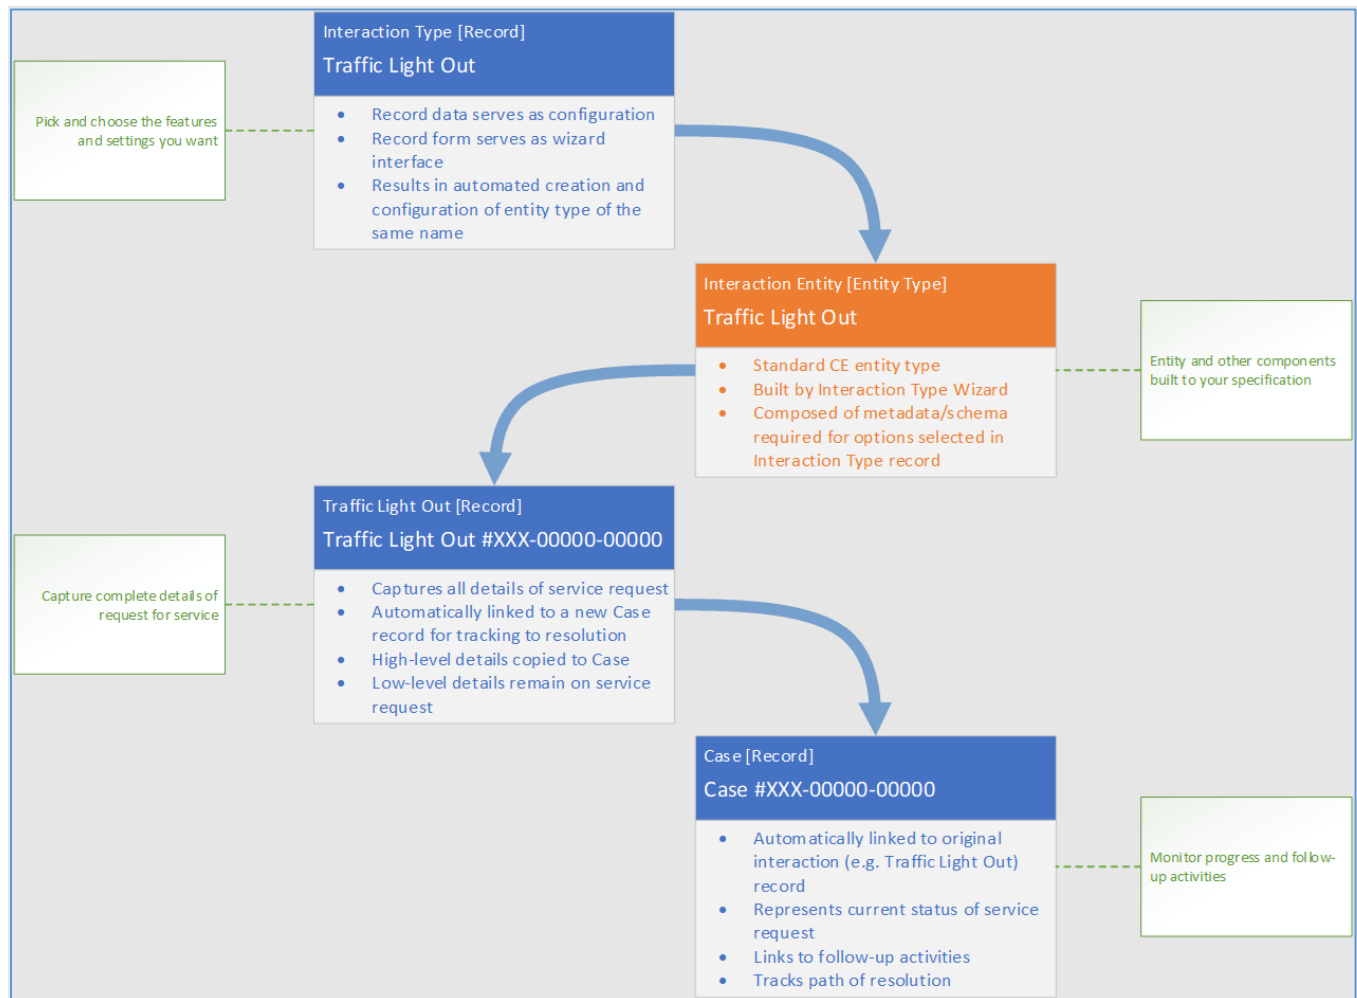 Interaction Type [Record]
Traffic Light Out
• Record data serves as configuration
• Record form serves as wizard
interface
• Results in automated creation and
configuration of entity type of the
same name
Pick and choose the features
and settings you want
Interaction Entity [Entity Type]
Traffic Light Out
• Standard CE entity type
• Built by Interaction Type Wizard
• Composed of metadata/schema
required for options selected in
Interaction Type record
Entity and other components
built to your specification
Traffic Light Out [Record]
Traffic Light Out #XXX-00000-00000
• Captures all details of service request
• Automatically linked to a new Case
record for tracking to resolution
• High-level details copied to Case
• Low-level details remain on service
request
Capture complete details of
request for service
Case [Record]
Case #XXX-00000-00000
• Automatically linked to original
interaction (e.g. Traffic Light Out)
record
• Represents current status of service
request
• Links to follow-up activities
• Tracks path of resolution
Monitor progress and follow-
up activities